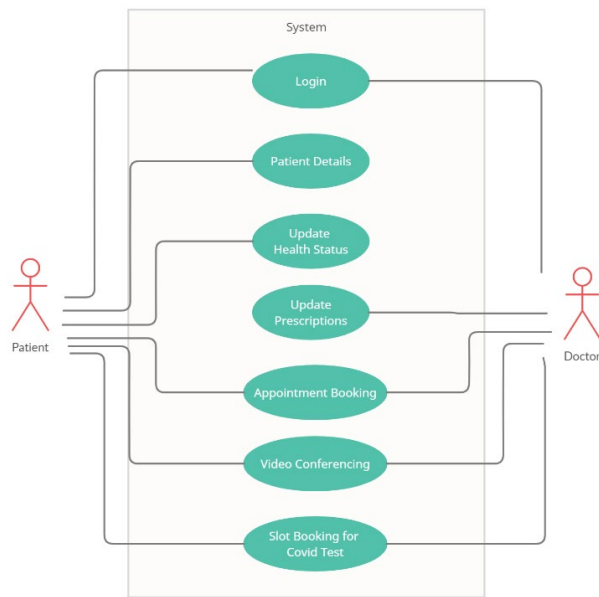 System
Login
Patient Details
Update
Health Status
Update
Prescriptions
Patient
Doctor
Appointment Booking
Video Conferencing
Slot Booking for
Covid Test